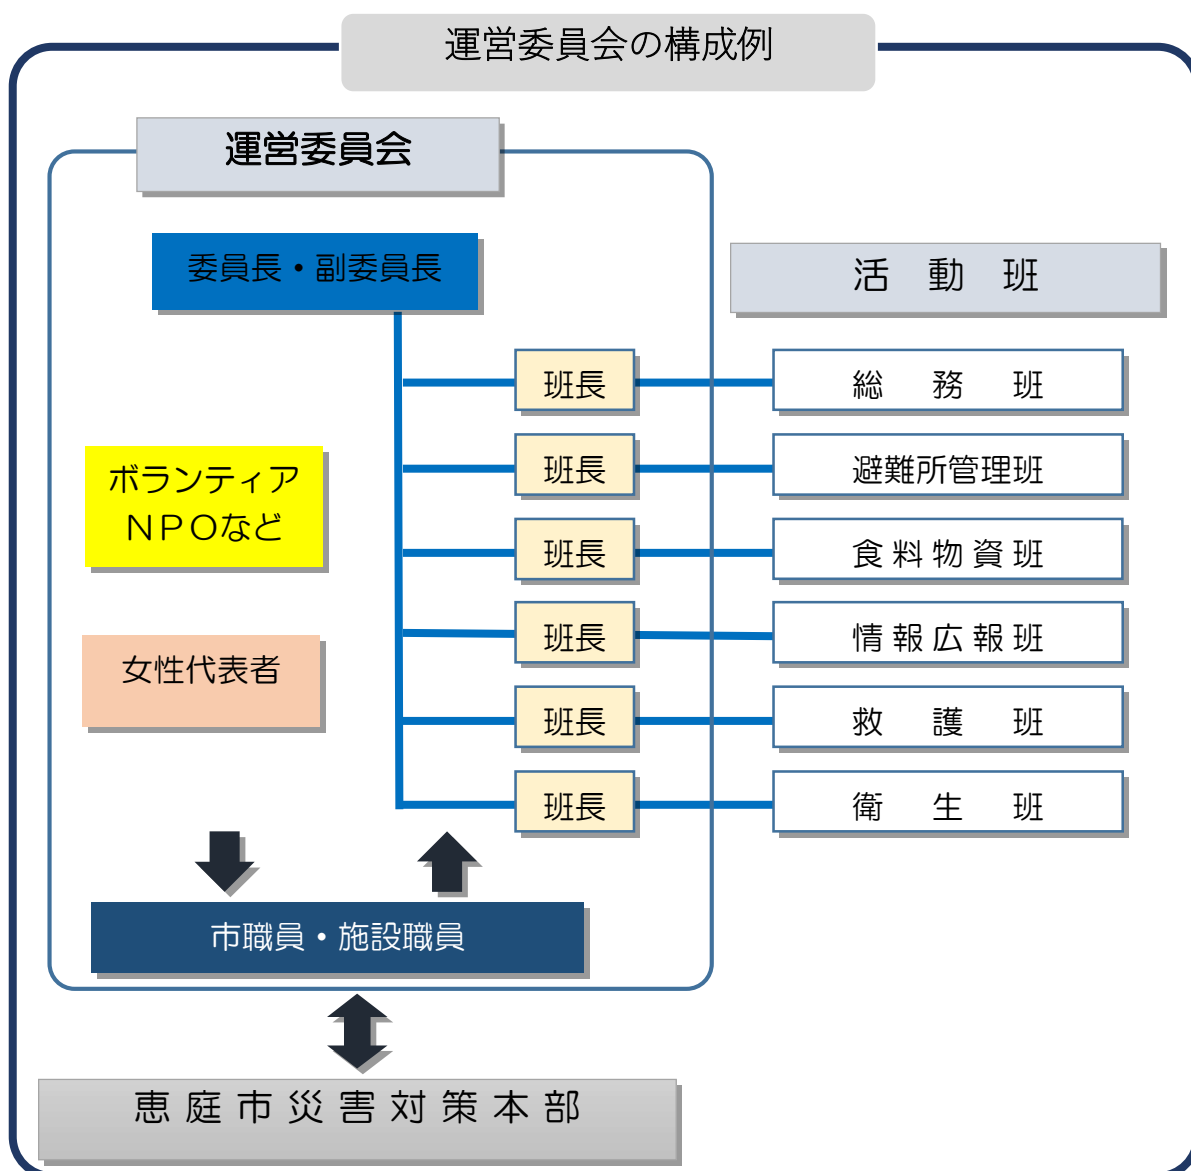 運営委員会の構成例
運営委員会
委員長・副委員長
活動班
班長
総務班
班長
避難所管理班
ボランティア
ＮＰＯなど
班長
食料物資班
班長
情報広報班
女性代表者
班長
救護班
班長
衛生班
市職員・施設職員
恵庭市災害対策本部